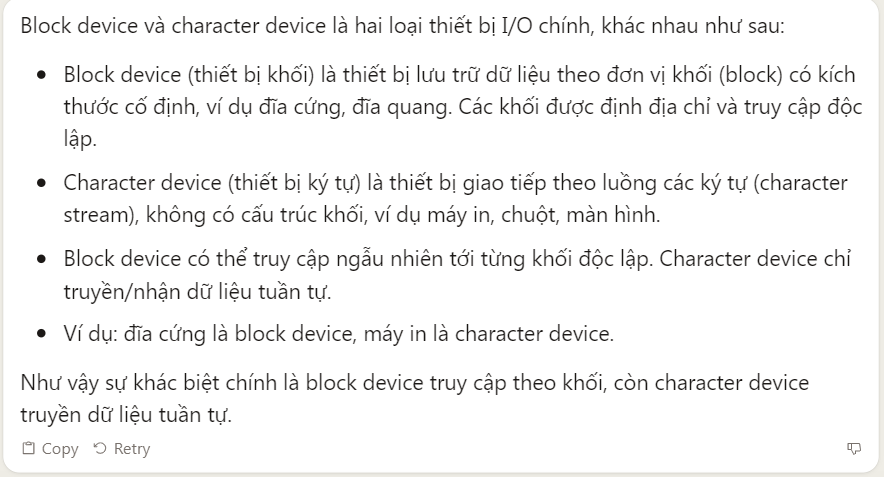 Block device và character device là hai loại thiết bị I/O chính, khác nhau như sau:
• Block device (thiết bị khối) là thiết bị lưu trữ dữ liệu theo đơn vị khối (block) có kích
thước cố định, ví dụ đĩa cứng, đĩa quang. Các khối được định địa chỉ và truy cập độc
lập.
• Character device (thiết bị ký tự) là thiết bị giao tiếp theo luồng các ký tự (character
stream), không có cấu trúc khối, ví dụ máy in, chuột, màn hình.
• Block device có thể truy cập ngẫu nhiên tới từng khối độc lập. Character device chỉ
truyền/nhận dữ liệu tuần tự.
• Ví dụ: đĩa cứng là block device, máy in là character device.
Như vậy sự khác biệt chính là block device truy cập theo khối, còn character device
truyền dữ liệu tuần tự.
Copy Retry